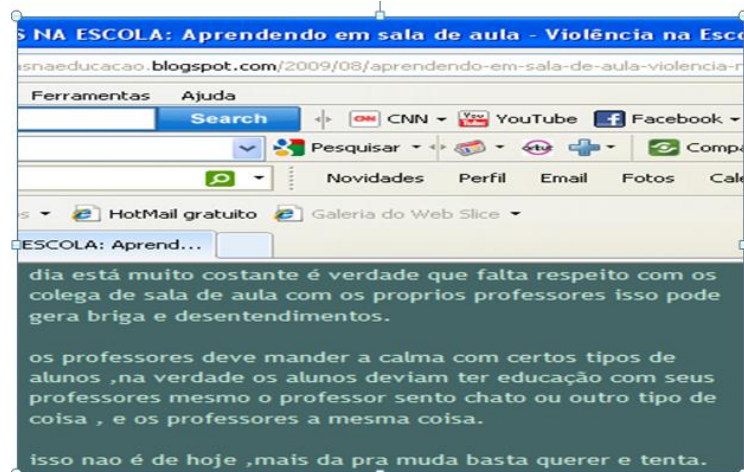 S NA ESCOLA: Aprendendo em sala de aula - Violência na Esco
asnaeducacao.blogspot.com/2009/08/aprendendo-em-sala-de-aula-violencia-n
Ferramentas Ajuda
Search CNN YouTube Facebook
Pesquisar Compa
Novidades Perfil Email Fotos Cale
s HotMail gratuito Galeria do Web Slice
ESCOLA: Aprend...
dia está muito costante é verdade que falta respeito com os
colega de sala de aula com os proprios professores isso pode
gera briga e desentendimentos.
os professores deve mander a calma com certos tipos de
alunos ,na verdade os alunos deviam ter educação com seus
professores mesmo o professor sento chato ou outro tipo de
coisa , e os professores a mesma coisa.
isso nao é de hoje ,mais da pra muda basta querer e tenta.